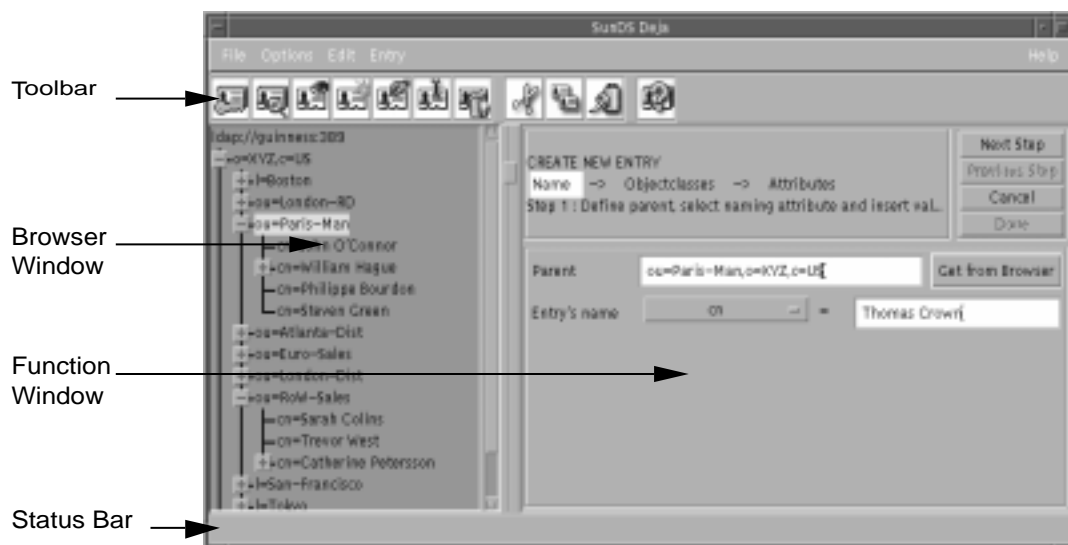 SunDS Deja
File Options Edit Entry Help
Toolbar
ldap://guinness:389
o=XYZ,c=US
l=Boston
ou=London-RD
ou=Paris-Man
O'Connor
cn=William Hague
cn=Philippe Bourdon
cn=Steven Green
ou=Atlanta-Dist
ou=Euro-Sales
ou=London-Dist
ou=RoW-Sales
cn=Sarah Colins
cn=Trevor West
cn=Catherine Petersson
l=San-Francisco
l=Tokyo
Browser
Window
Function
Window
Status Bar
CREATE NEW ENTRY
Name -> Objectclasses -> Attributes
Step 1 : Define parent, select naming attribute and insert val...
Next Step
Previous Step
Cancel
Done
Parent ou=Paris-Man,o=XYZ,c=US Get from Browser
Entry's name cn = Thomas Crown